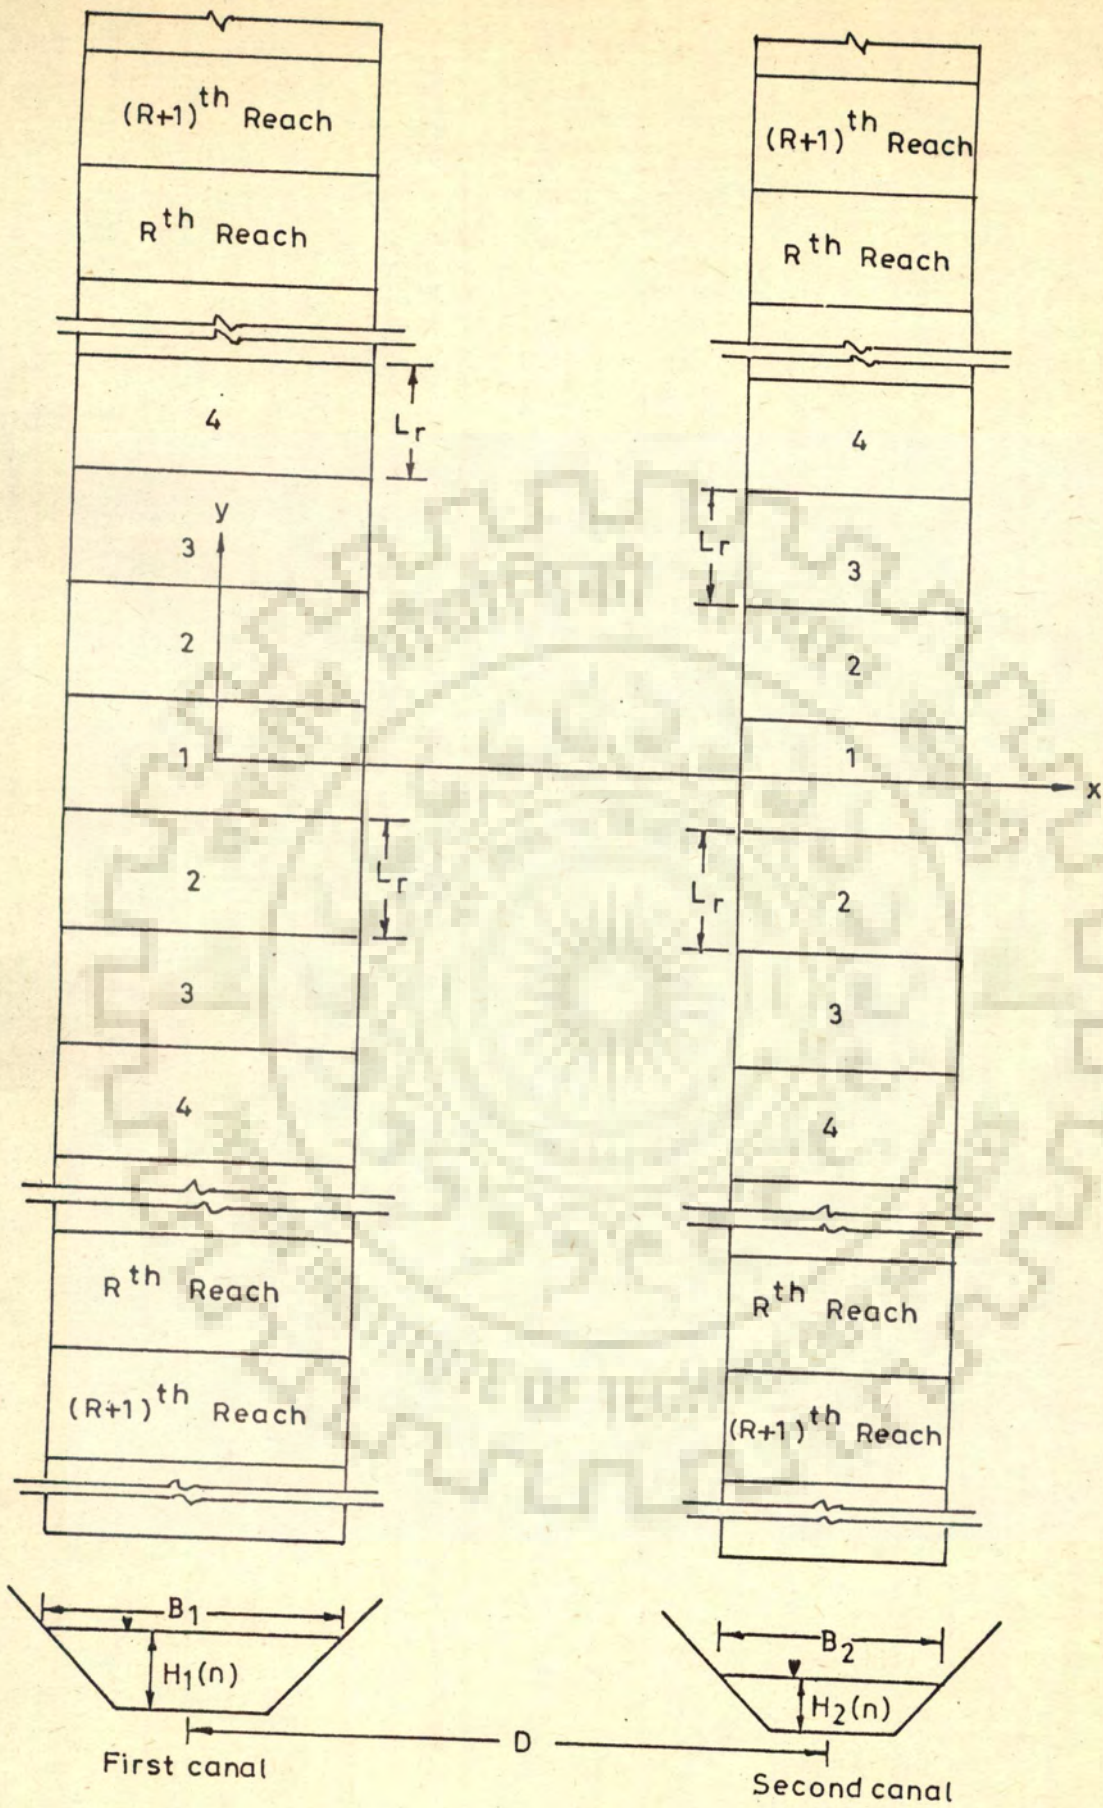 (R+1)th Reach
Rth Reach
4
Lr
y
3
2
1
2
Lr
3
4
Rth Reach
(R+1)th Reach
(R+1)th Reach
Rth Reach
4
Lr
3
2
1
x
Lr
2
3
4
Rth Reach
(R+1)th Reach
B1
H1(n)
B2
H2(n)
D
First canal
Second canal
OF TECH